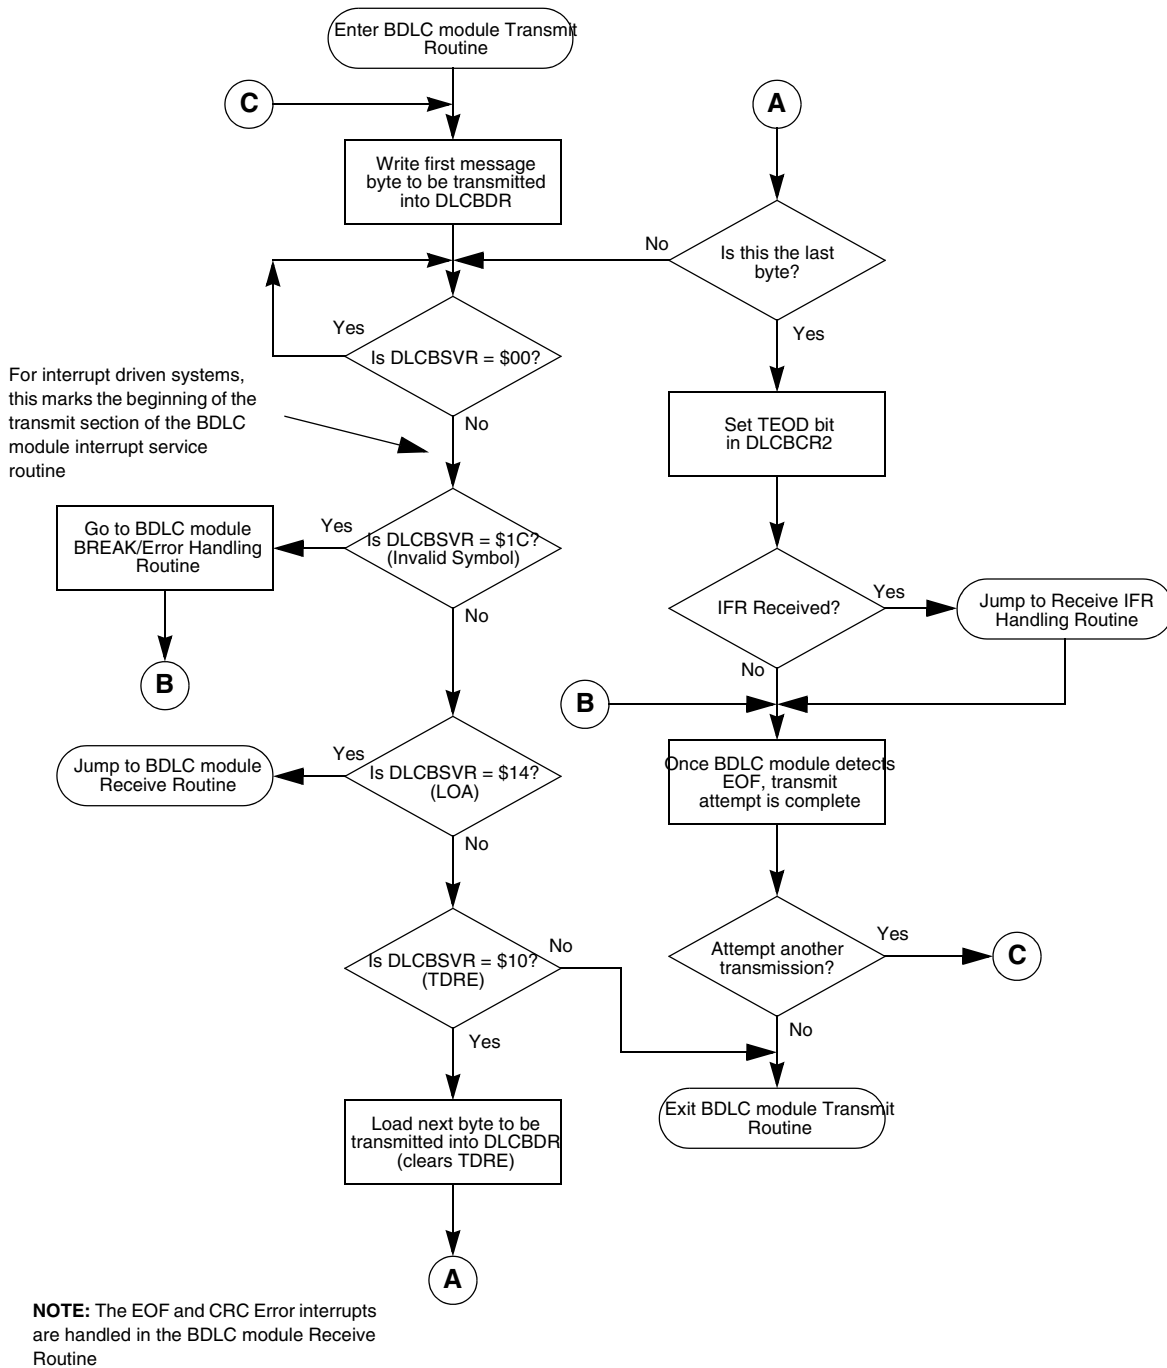 Enter BDLC module Transmit
Routine
C
A
Write first message
byte to be transmitted
into DLCBDR
No
Is this the last
byte?
Yes
Is DLCBSVR = $00?
Yes
For interrupt driven systems,
this marks the beginning of the
transmit section of the BDLC
module interrupt service
routine
No
Set TEOD bit
in DLCBCR2
Go to BDLC module
BREAK/Error Handling
Routine
Yes
Is DLCBSVR = $1C?
(Invalid Symbol)
No
IFR Received?
Yes
Jump to Receive IFR
Handling Routine
No
B
B
Jump to BDLC module
Receive Routine
Yes
Is DLCBSVR = $14?
(LOA)
No
Once BDLC module detects
EOF, transmit
attempt is complete
Is DLCBSVR = $10?
(TDRE)
No
Yes
Attempt another
transmission?
Yes
C
No
Load next byte to be
transmitted into DLCBDR
(clears TDRE)
Exit BDLC module Transmit
Routine
A
NOTE: The EOF and CRC Error interrupts
are handled in the BDLC module Receive
Routine